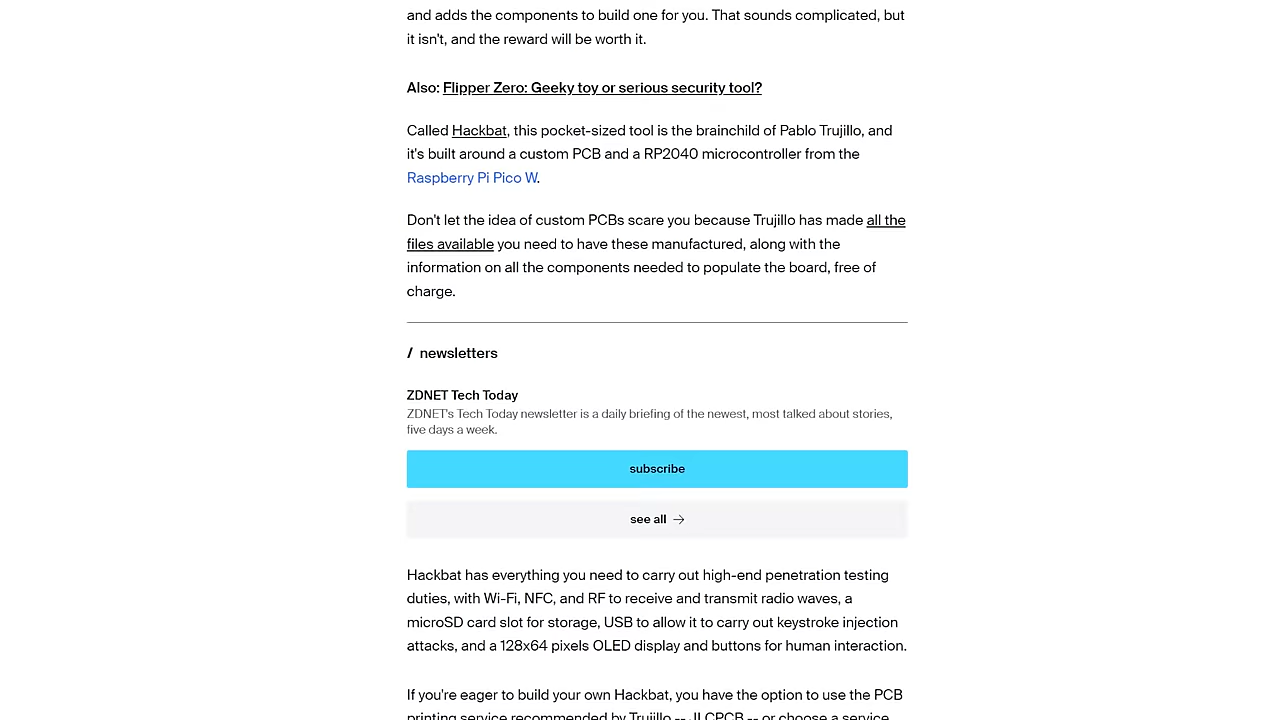 and adds the components to build one for you. That sounds complicated, but
it isn't, and the reward will be worth it.
Also: Flipper Zero: Geeky toy or serious security tool?
Called Hackbat, this pocket-sized tool is the brainchild of Pablo Trujillo, and
it's built around a custom PCB and a RP2040 microcontroller from the
Raspberry Pi Pico W.
Don't let the idea of custom PCBs scare you because Trujillo has made all the
files available you need to have these manufactured, along with the
information on all the components needed to populate the board, free of
charge.
/ newsletters
ZDNET Tech Today
ZDNET's Tech Today newsletter is a daily briefing of the newest, most talked about stories,
five days a week.
subscribe
see all →
Hackbat has everything you need to carry out high-end penetration testing
duties, with Wi-Fi, NFC, and RF to receive and transmit radio waves, a
microSD card slot for storage, USB to allow it to carry out keystroke injection
attacks, and a 128x64 pixels OLED display and buttons for human interaction.
If you're eager to build your own Hackbat, you have the option to use the PCB
printing service recommended by Trujillo -- JLCPCB -- or choose a service